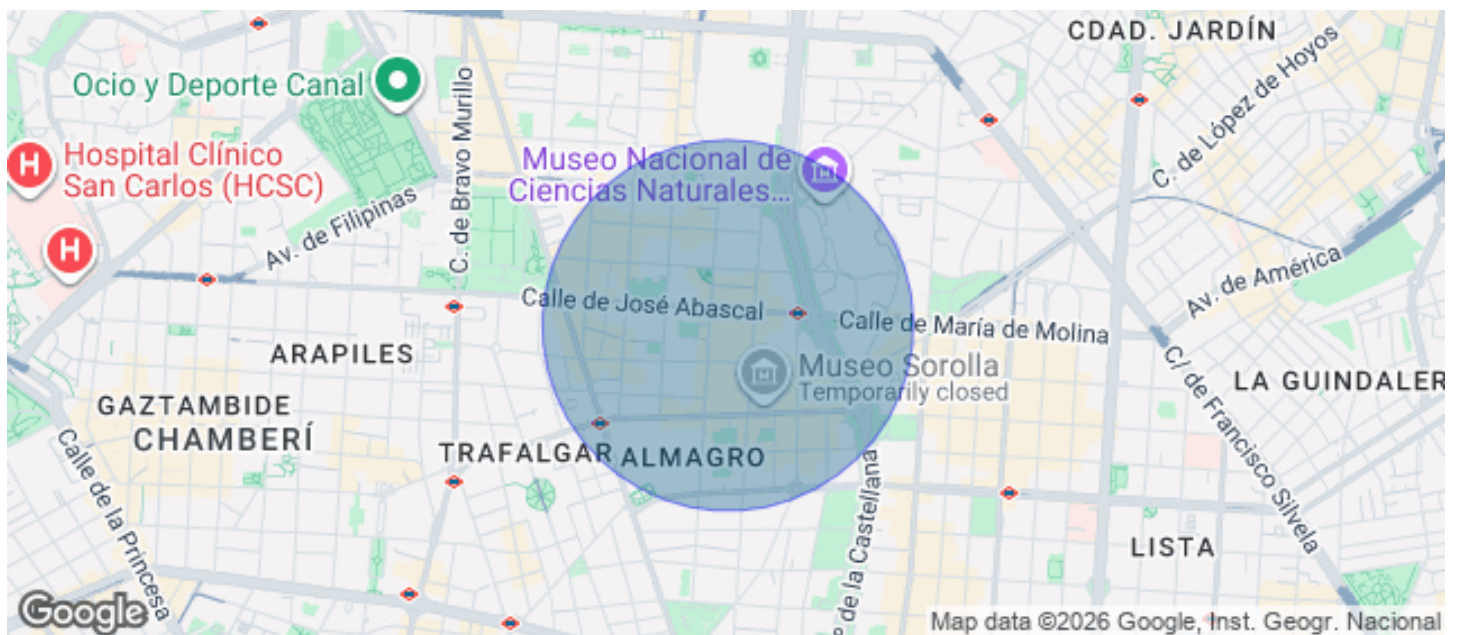 CDAD. JARDÍN
Ocio y Deporte Canal
C. de Bravo Murillo
C. de López de Hoyos
Hospital Clínico
San Carlos (HCSC)
Museo Nacional de
Ciencias Naturales...
Av. de Filipinas
Av. de América
Calle de José Abascal
Calle de María de Molina
ARAPILES
Museo Sorolla
Temporarily closed
LA GUINDALER
GAZTAMBIDE
CHAMBERÍ
TRAFALGAR
ALMAGRO
C/ de Francisco Silvela
Calle de la Princesa
º de la Castellana
LISTA
Google
Map data ©2026 Google, Inst. Geogr. Nacional
H
H